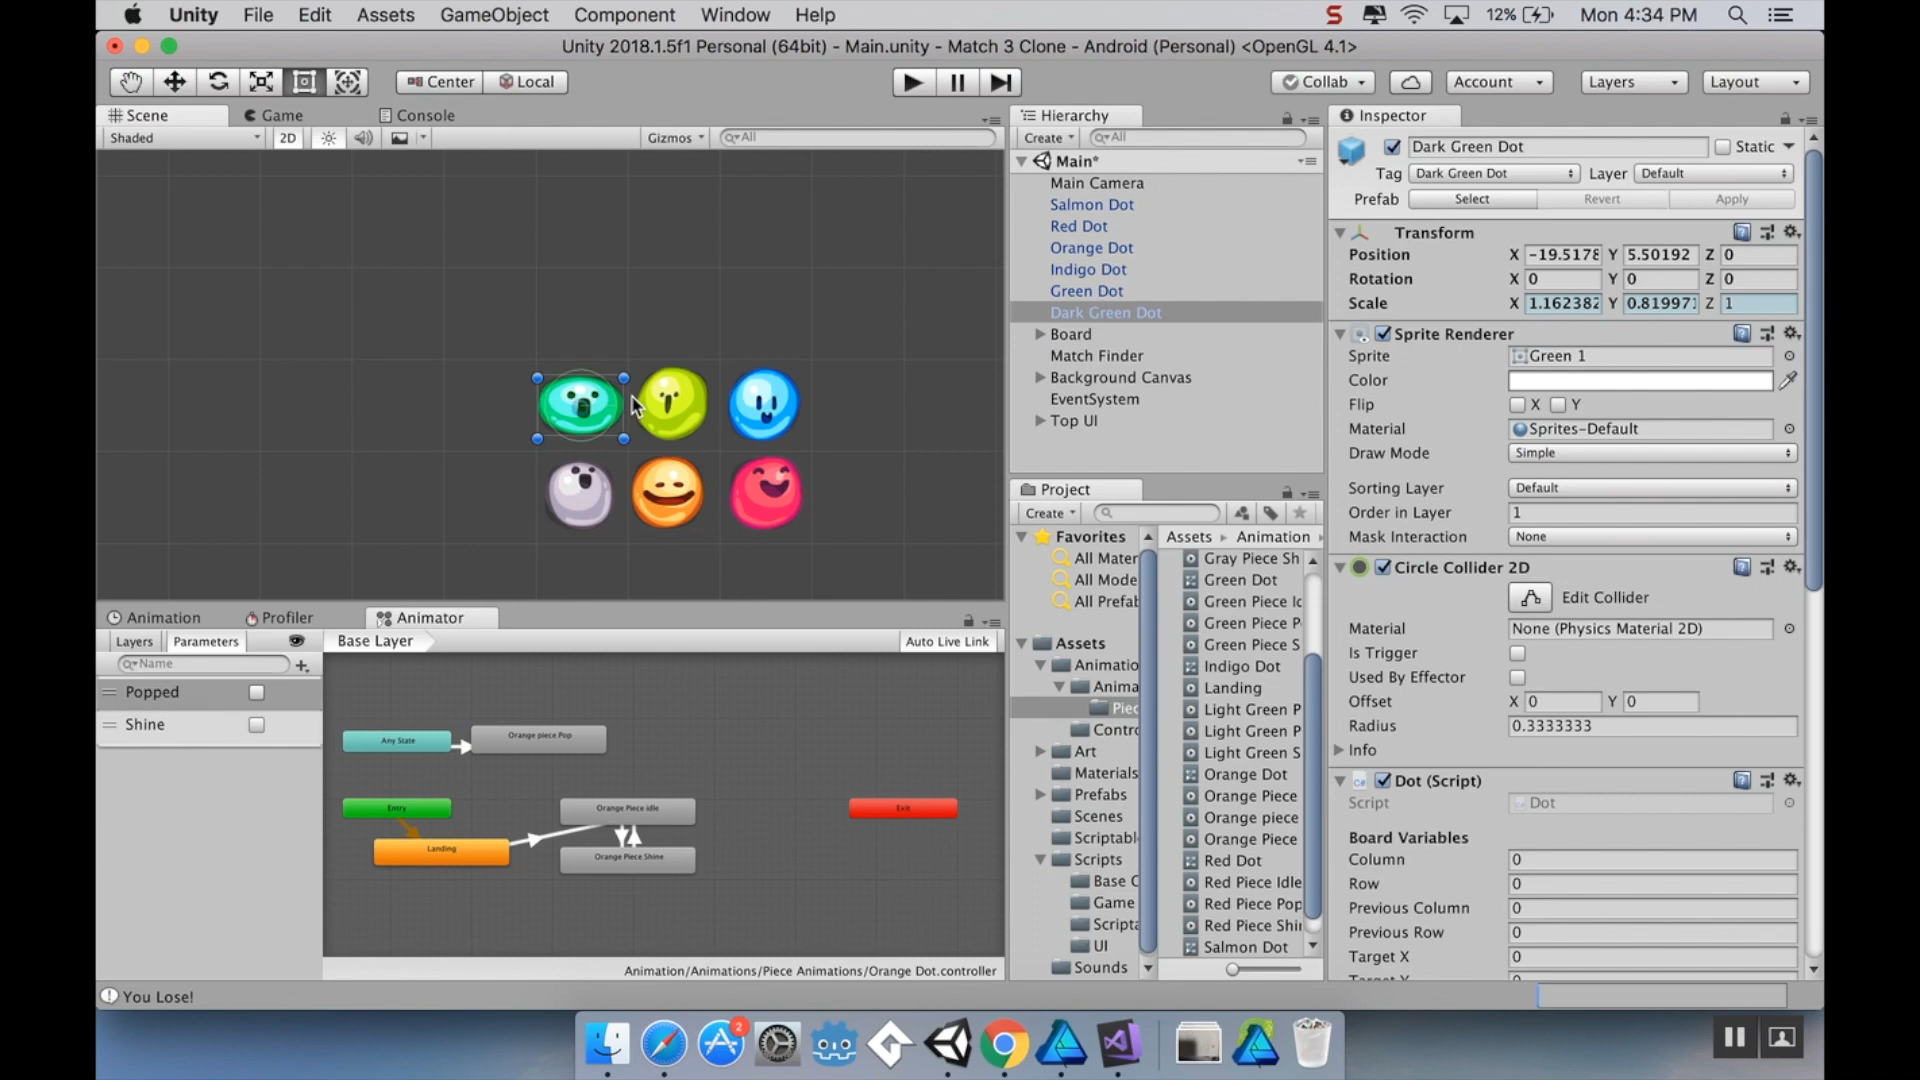 Unity File Edit Assets GameObject Component Window Help S 12% Mon 4:34 PM
Unity 2018.1.5f1 Personal (64bit) - Main.unity - Match 3 Clone - Android (Personal) <OpenGL 4.1>
Center Local Collab Account Layers Layout
Scene Game Console
Shaded 2D Gizmos All
Hierarchy
Create All
Main*
Main Camera
Salmon Dot
Red Dot
Orange Dot
Indigo Dot
Green Dot
Dark Green Dot
Board
Match Finder
Background Canvas
EventSystem
Top UI
Inspector
Dark Green Dot Static
Tag Dark Green Dot Layer Default
Prefab Select Revert Apply
Transform
Position X -19.5178 Y 5.50192 Z 0
Rotation X 0 Y 0 Z 0
Scale X 1.162382 Y 0.819971 Z 1
Sprite Renderer
Sprite Green 1
Color
Flip X Y
Material Sprites-Default
Draw Mode Simple
Sorting Layer Default
Order in Layer 1
Mask Interaction None
Circle Collider 2D
Edit Collider
Material None (Physics Material 2D)
Is Trigger
Used By Effector
Offset X 0 Y 0
Radius 0.3333333
Info
Dot (Script)
Script Dot
Board Variables
Column 0
Row 0
Previous Column 0
Previous Row 0
Target X 0
Target Y 0
Project
Create
Favorites
All Mater
All Mode
All Prefab
Assets
Animatio
Anima
Piec
Contro
Art
Materials
Prefabs
Scenes
Scriptabl
Scripts
Base C
Game
Scripta
UI
Sounds
Assets Animation
Gray Piece Sh
Green Dot
Green Piece Id
Green Piece P
Green Piece S
Indigo Dot
Landing
Light Green P
Light Green P
Light Green S
Orange Dot
Orange Piece
Orange piece
Orange Piece
Red Dot
Red Piece Idle
Red Piece Pop
Red Piece Shi
Salmon Dot
Animation Profiler Animator
Layers Parameters Base Layer Auto Live Link
Name
Popped
Shine
Any State
Orange piece Pop
Entry
Orange Piece idle
Exit
Landing
Orange Piece Shine
Animation/Animations/Piece Animations/Orange Dot.controller
You Lose!
2